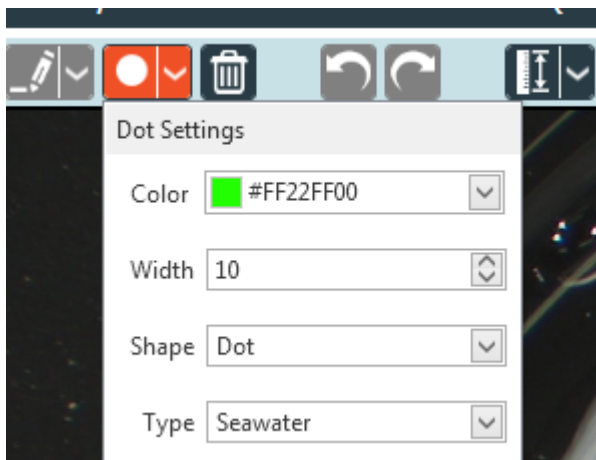 Dot Settings
Color #FF22FF00
Width 10
Shape Dot
Type Seawater